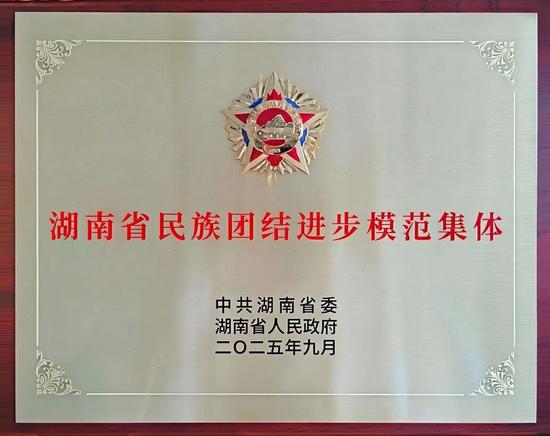 湖南省民族团结进步模范集体
中共湖南省委
湖南省人民政府
二〇二五年九月